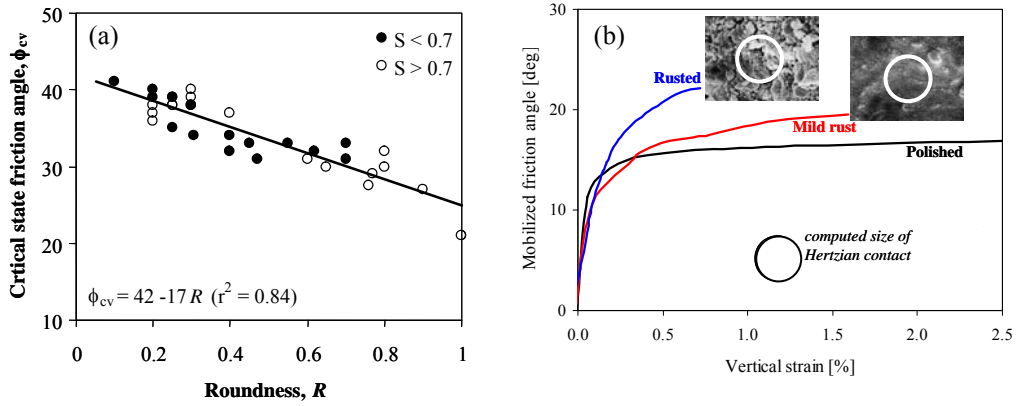 (a)
S < 0.7
S > 0.7
Crtical state friction angle, ϕcv
50
40
30
20
10
ϕcv = 42 -17 R (r² = 0.84)
0
0.2
0.4
0.6
0.8
1
Roundness, R
(b)
Mobilized friction angle [deg]
30
20
10
0
Rusted
Mild rust
Polished
computed size of
Hertzian contact
0.0
0.5
1.0
1.5
2.0
2.5
Vertical strain [%]